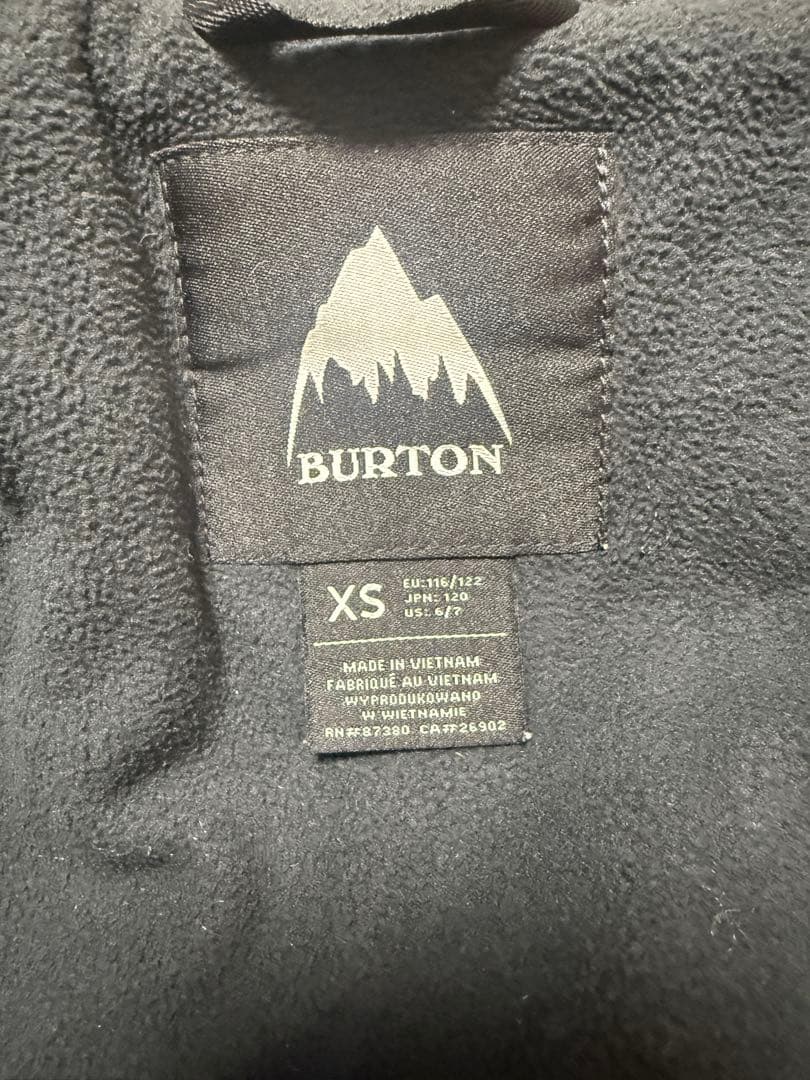 BURTON
XS
EU:116/122
JPN: 120
US: 6/7
MADE IN VIETNAM
FABRIQUÉ AU VIETNAM
WYPRODUKOWANO
W WIETNAMIE
RN#87380 CA#26902